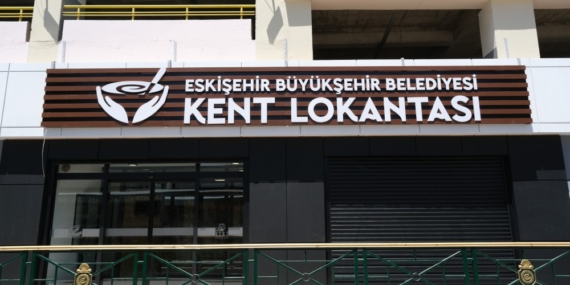 ESKİŞEHİR BÜYÜKŞEHİR BELEDİYESİ
KENT LOKANTASI